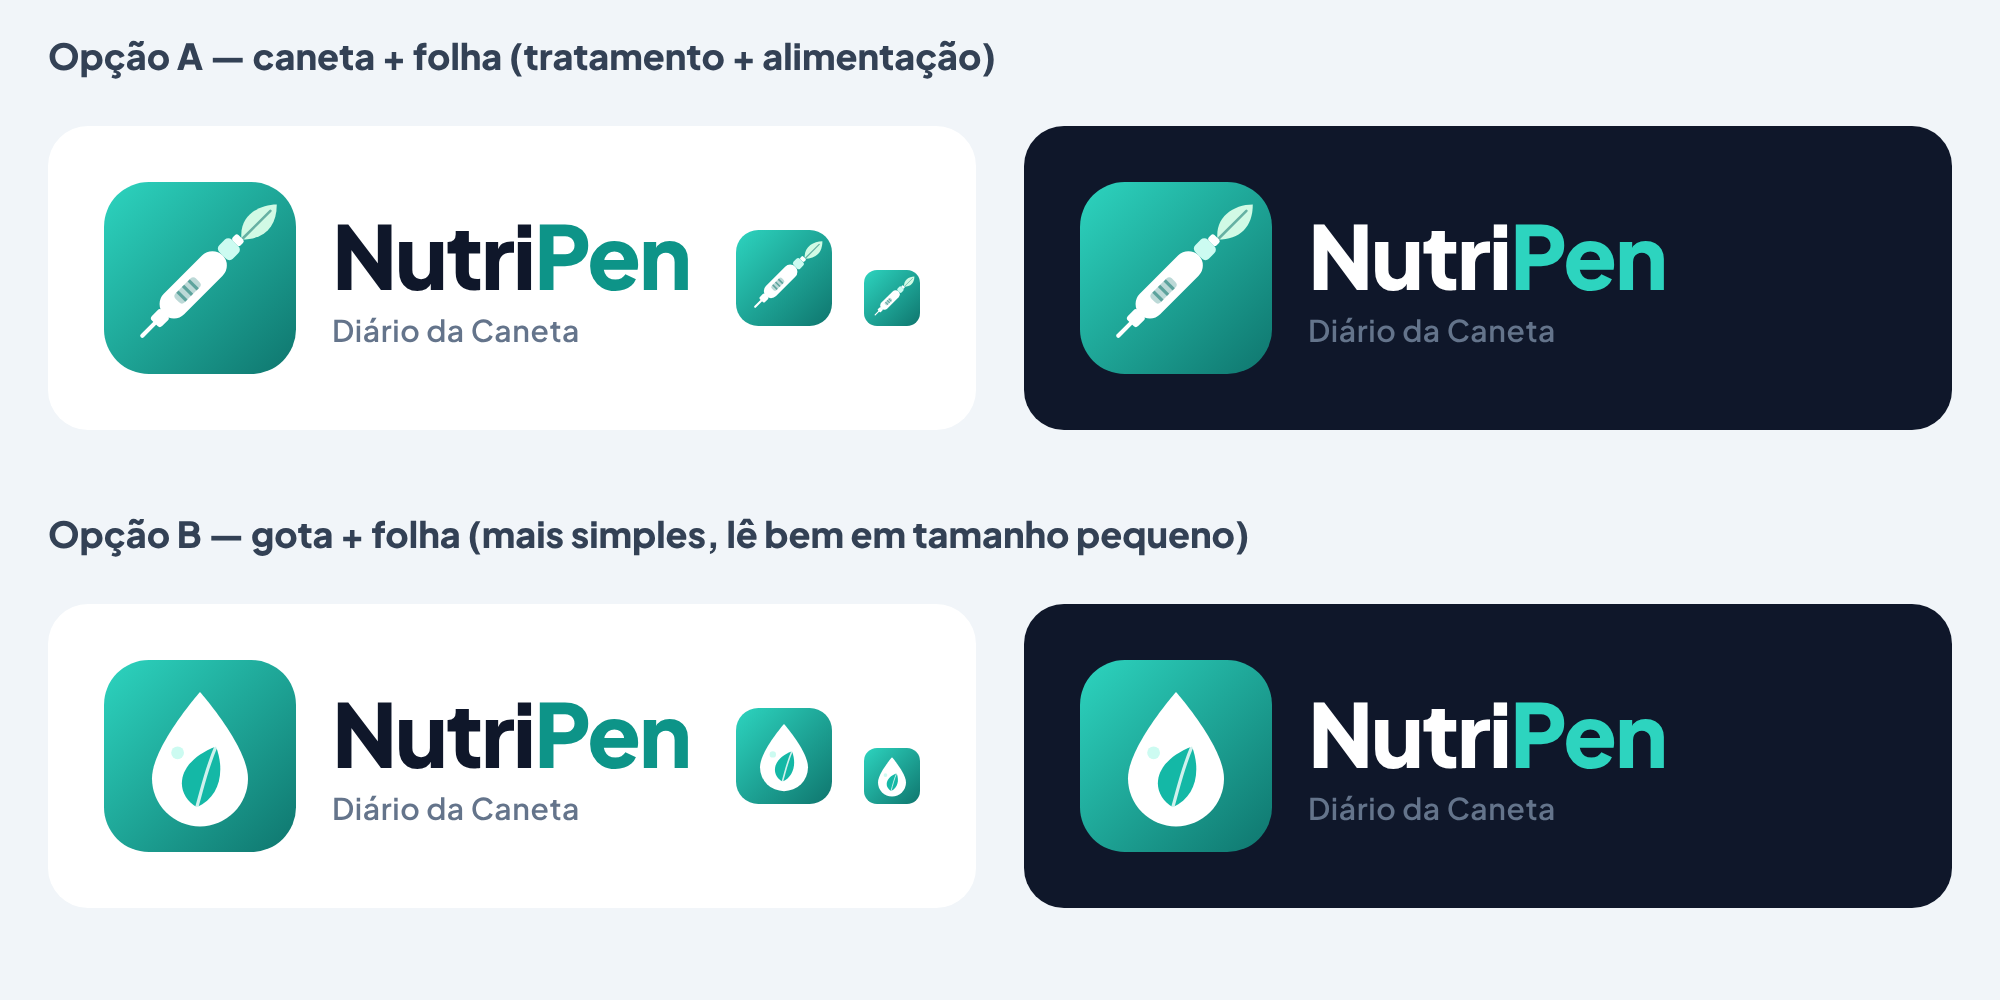 Opção A — caneta + folha (tratamento + alimentação)
NutriPen
Diário da Caneta
NutriPen
Diário da Caneta
Opção B — gota + folha (mais simples, lê bem em tamanho pequeno)
NutriPen
Diário da Caneta
NutriPen
Diário da Caneta